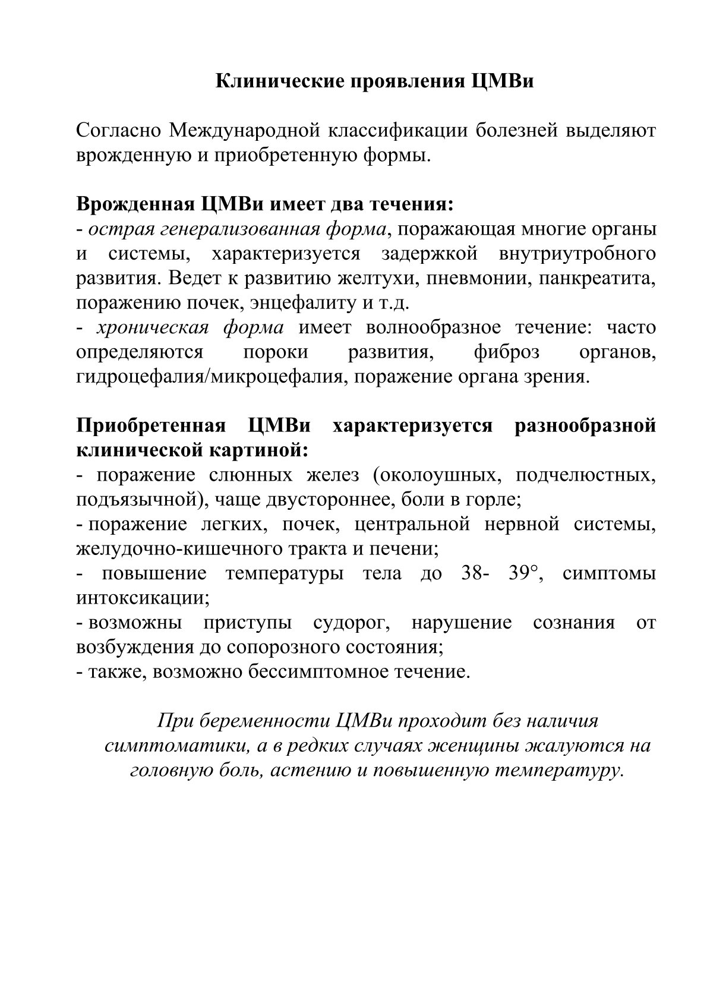 Клинические проявления ЦМВи
Согласно Международной классификации болезней выделяют
врожденную и приобретенную формы.
Врожденная ЦМВи имеет два течения:
- острая генерализованная форма, поражающая многие органы
и системы, характеризуется задержкой внутриутробного
развития. Ведет к развитию желтухи, пневмонии, панкреатита,
поражению почек, энцефалиту и т.д.
- хроническая форма имеет волнообразное течение: часто
определяются пороки развития, фиброз органов,
гидроцефалия/микроцефалия, поражение органа зрения.
Приобретенная ЦМВи характеризуется разнообразной
клинической картиной:
- поражение слюнных желез (околоушных, подчелюстных,
подъязычной), чаще двустороннее, боли в горле;
- поражение легких, почек, центральной нервной системы,
желудочно-кишечного тракта и печени;
- повышение температуры тела до 38- 39°, симптомы
интоксикации;
- возможны приступы судорог, нарушение сознания от
возбуждения до сопорозного состояния;
- также, возможно бессимптомное течение.
При беременности ЦМВи проходит без наличия
симптоматики, а в редких случаях женщины жалуются на
головную боль, астению и повышенную температуру.